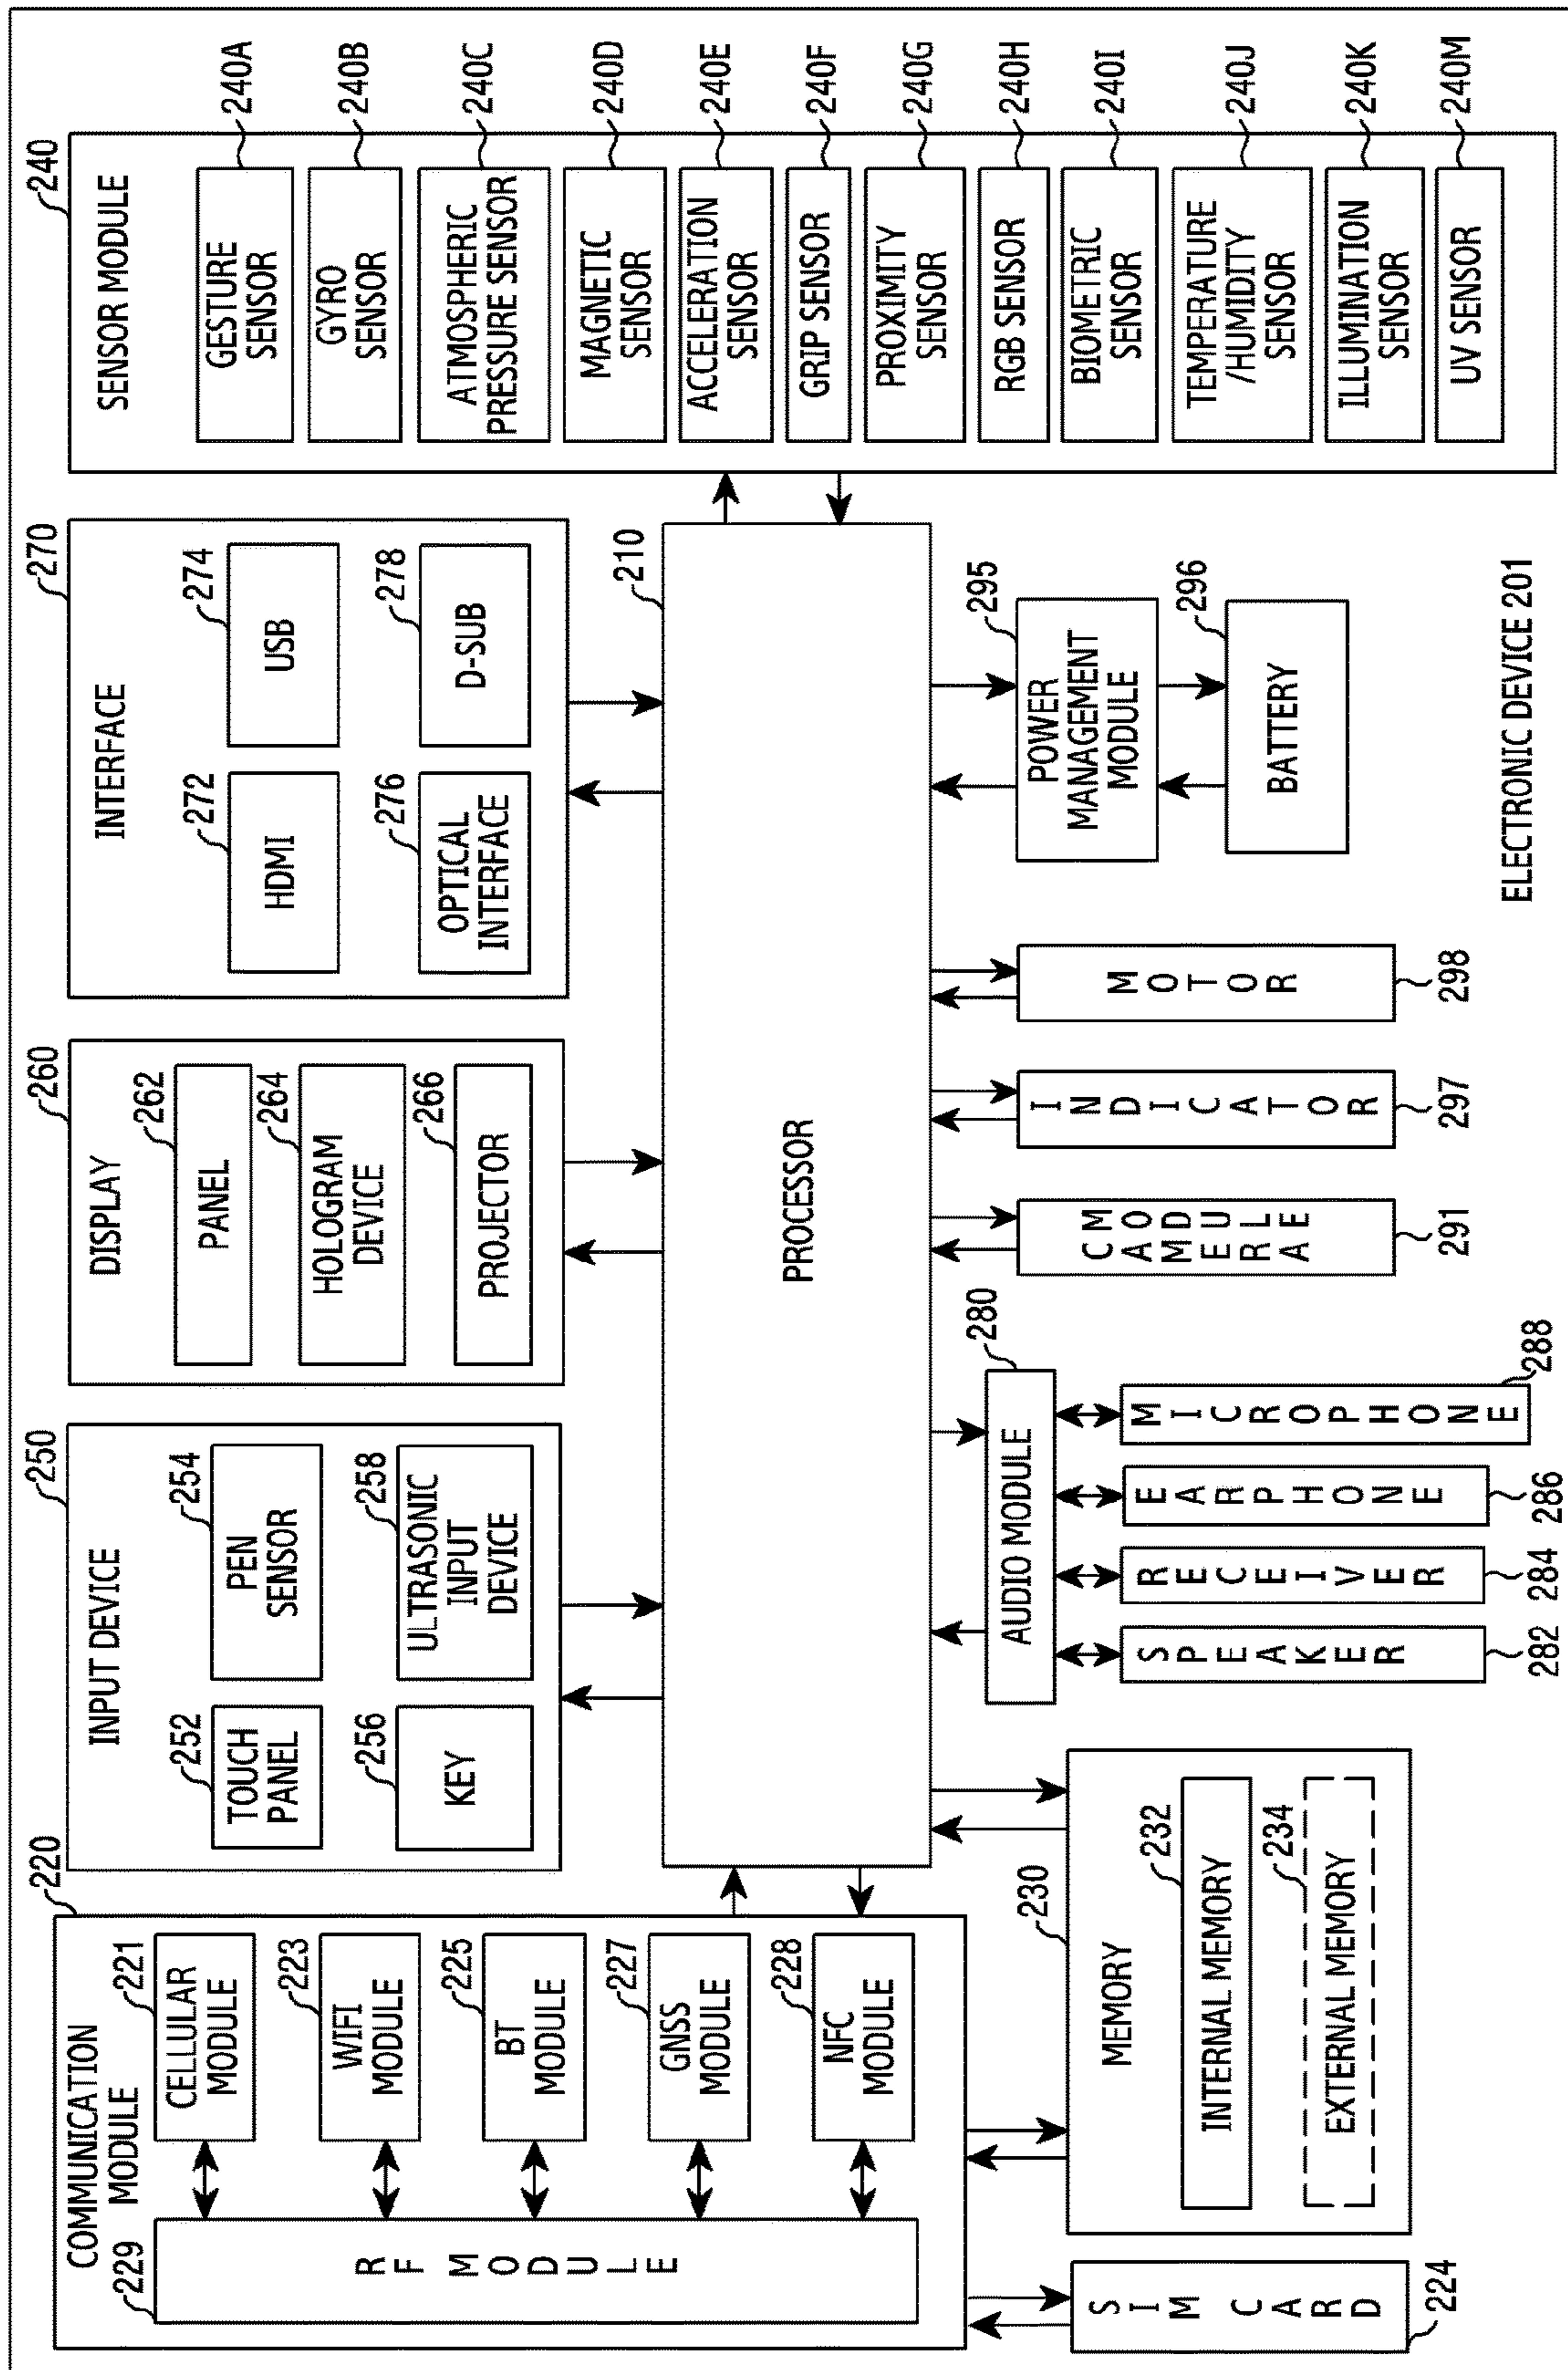 220
COMMUNICATION
MODULE
229
RF MODULE
221
CELLULAR
MODULE
223
WIFI
MODULE
225
BT
MODULE
227
GNSS
MODULE
228
NFC
MODULE
250
INPUT DEVICE
252
TOUCH
PANEL
254
PEN
SENSOR
256
KEY
258
ULTRASONIC
INPUT
DEVICE
260
DISPLAY
262
PANEL
264
HOLOGRAM
DEVICE
266
PROJECTOR
270
INTERFACE
272
HDMI
274
USB
276
OPTICAL
INTERFACE
278
D-SUB
240
SENSOR MODULE
GESTURE
SENSOR
240A
GYRO
SENSOR
240B
ATMOSPHERIC
PRESSURE SENSOR
240C
MAGNETIC
SENSOR
240D
ACCELERATION
SENSOR
240E
GRIP SENSOR
240F
PROXIMITY
SENSOR
240G
RGB SENSOR
240H
BIOMETRIC
SENSOR
240I
TEMPERATURE
/HUMIDITY
SENSOR
240J
ILLUMINATION
SENSOR
240K
UV SENSOR
240M
210
PROCESSOR
SIM CARD
224
230
MEMORY
232
INTERNAL MEMORY
234
EXTERNAL MEMORY
280
AUDIO MODULE
SPEAKER
282
RECEIVER
284
EARPHONE
286
MICROPHONE
288
CAMERA
MODULE
291
INDICATOR
297
MOTOR
298
295
POWER
MANAGEMENT
MODULE
296
BATTERY
ELECTRONIC DEVICE 201